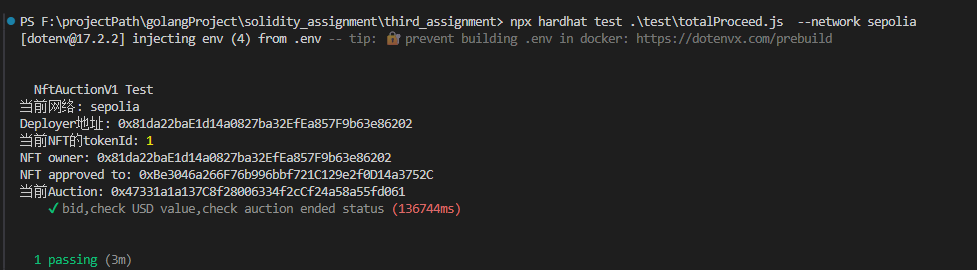 PS F:\projectPath\golangProject\solidity_assignment\third_assignment> npx hardhat test .\test\totalProceed.js --network sepolia
[dotenv@17.2.2] injecting env (4) from .env -- tip: 🔐 prevent building .env in docker: https://dotenvx.com/prebuild
NftAuctionV1 Test
当前网络: sepolia
Deployer地址: 0x81da22baE1d14a0827ba32EfEa857F9b63e86202
当前NFT的tokenId: 1
NFT owner: 0x81da22baE1d14a0827ba32EfEa857F9b63e86202
NFT approved to: 0xBe3046a266F76b996bbf721C129e2f0D14a3752C
当前Auction: 0x47331a1a137C8f28006334f2cCf24a58a55fd061
✔ bid,check USD value,check auction ended status (136744ms)
1 passing (3m)